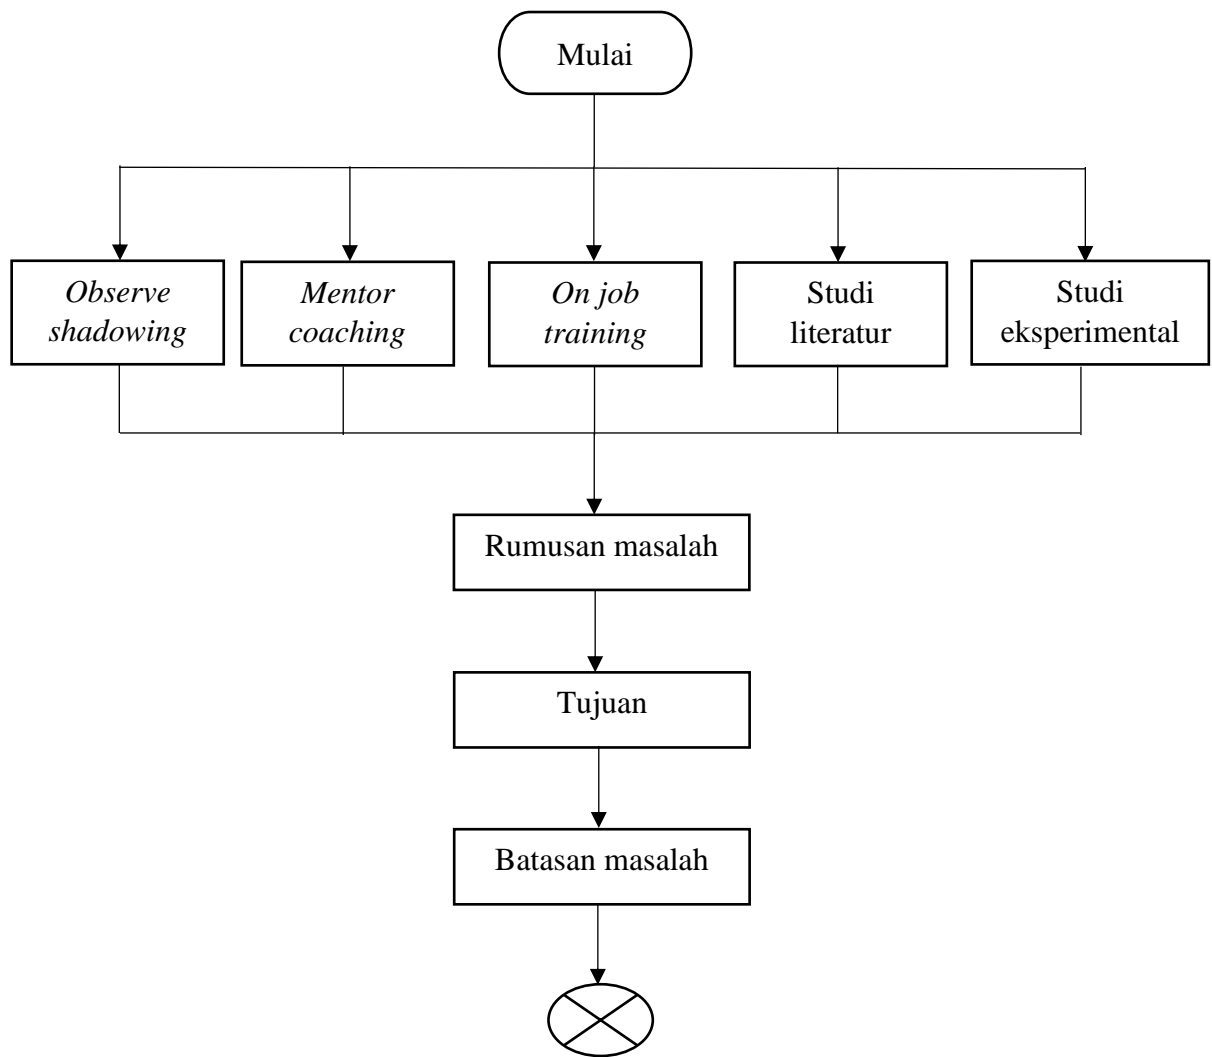 Mulai
Observe
shadowing
Mentor
coaching
On job
training
Studi
literatur
Studi
eksperimental
Rumusan masalah
Tujuan
Batasan masalah